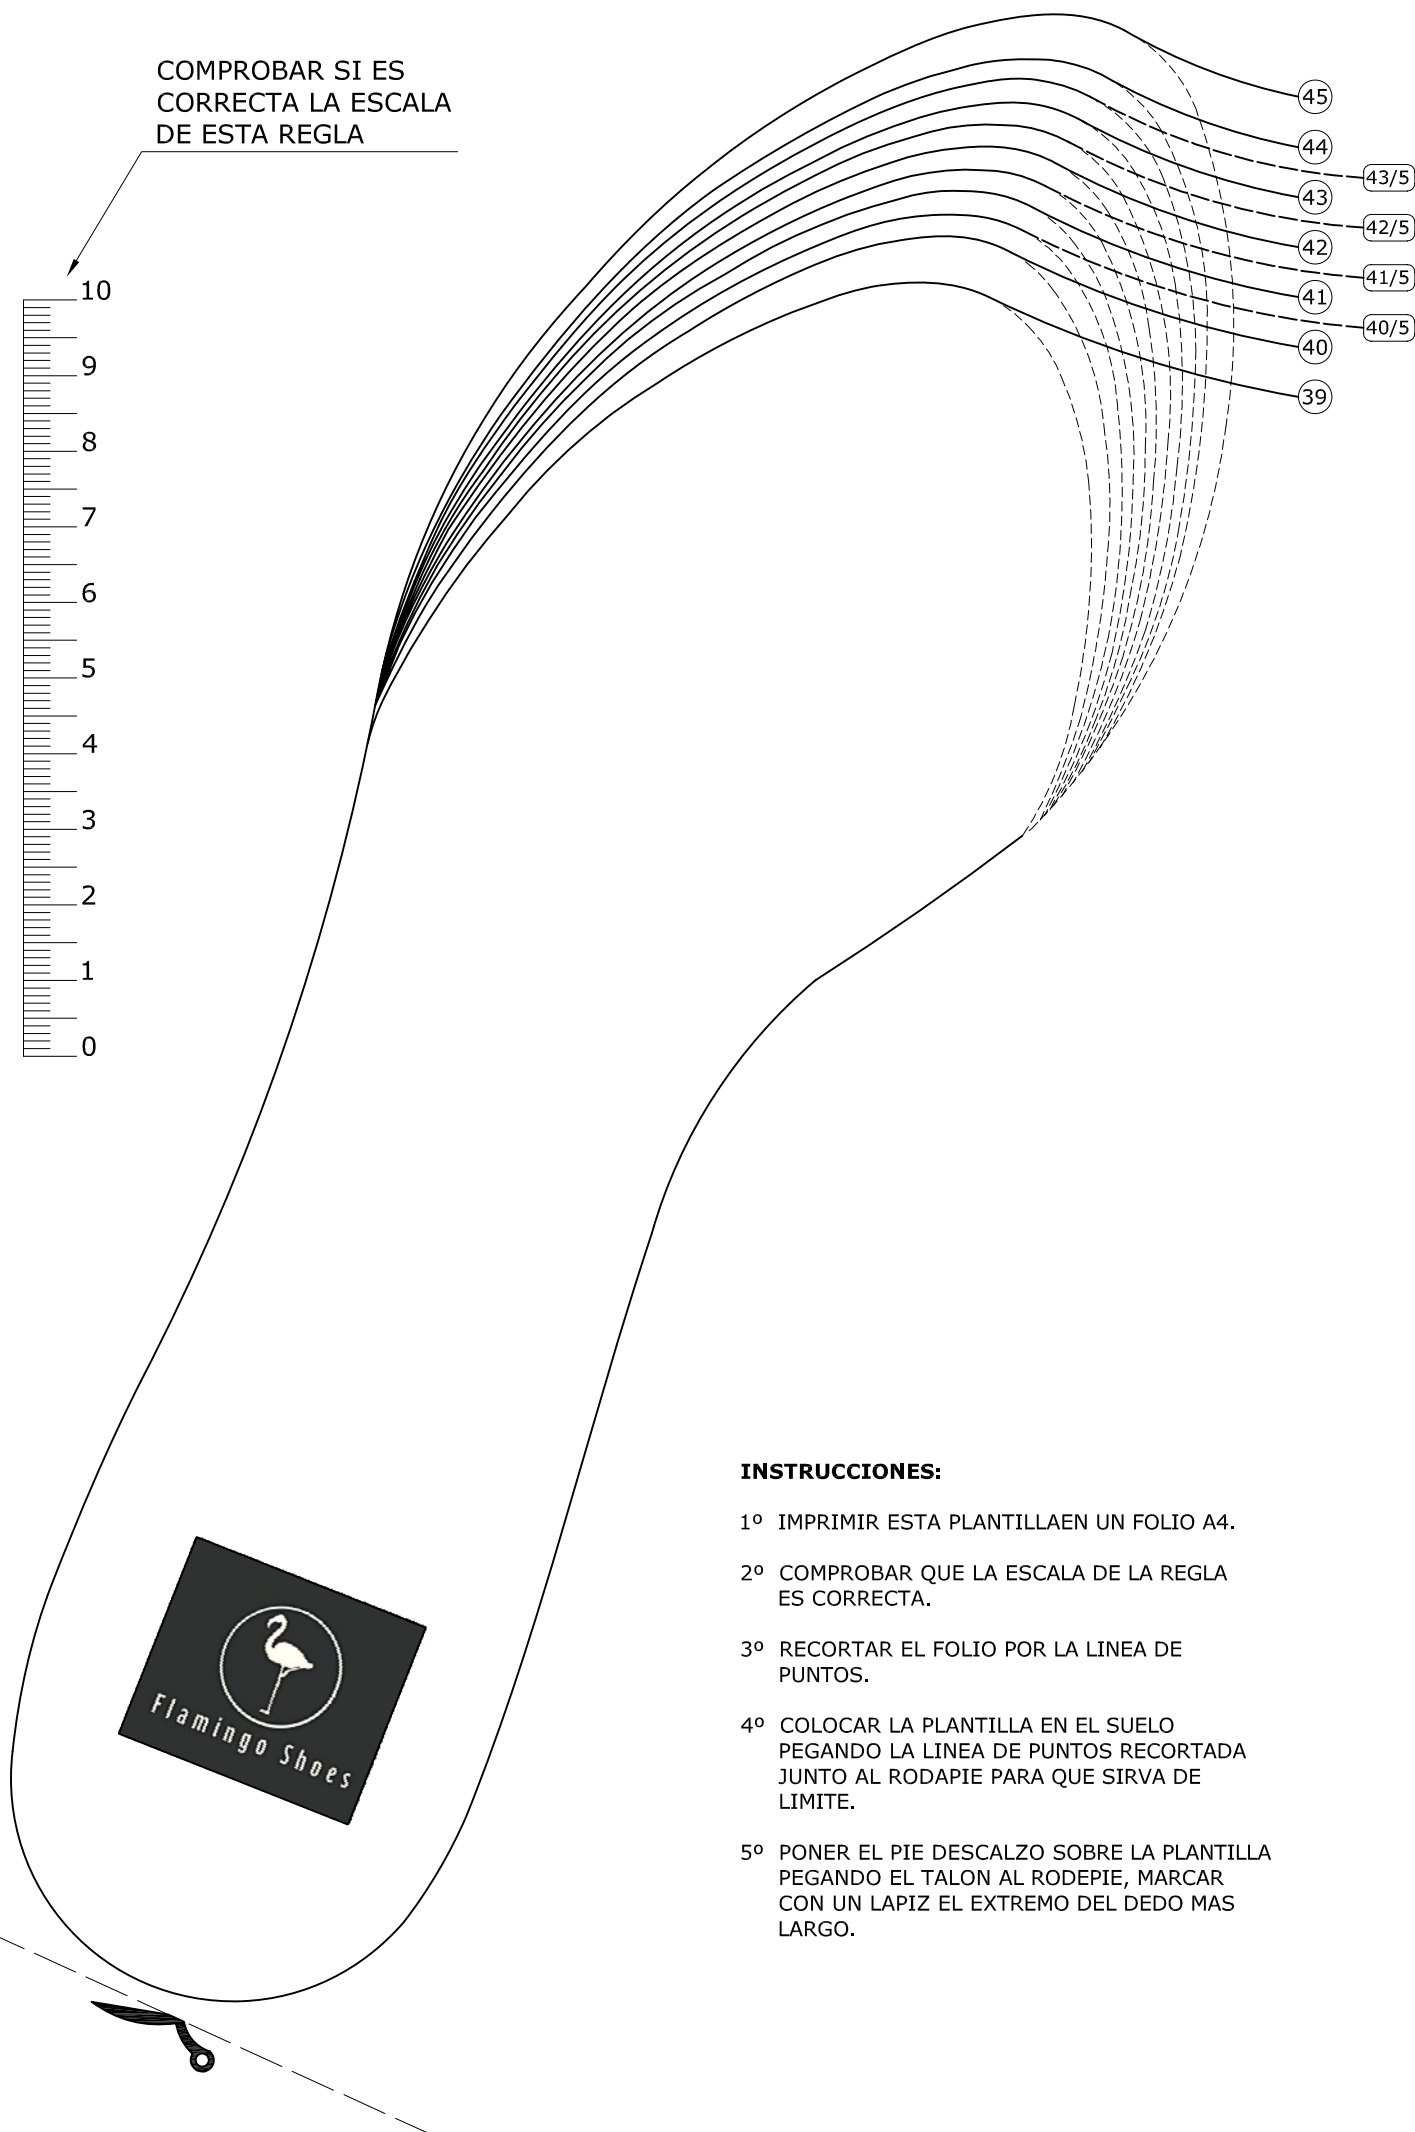 COMPROBAR SI ES
CORRECTA LA ESCALA
DE ESTA REGLA
45
44
43/5
43
42/5
42
41/5
41
40/5
40
39
10
9
8
7
6
5
4
3
2
1
0
INSTRUCCIONES:
1º IMPRIMIR ESTA PLANTILLAEN UN FOLIO A4.
2º COMPROBAR QUE LA ESCALA DE LA REGLA
ES CORRECTA.
3º RECORTAR EL FOLIO POR LA LINEA DE
PUNTOS.
4º COLOCAR LA PLANTILLA EN EL SUELO
PEGANDO LA LINEA DE PUNTOS RECORTADA
JUNTO AL RODAPIE PARA QUE SIRVA DE
LIMITE.
5º PONER EL PIE DESCALZO SOBRE LA PLANTILLA
PEGANDO EL TALON AL RODEPIE, MARCAR
CON UN LAPIZ EL EXTREMO DEL DEDO MAS
LARGO.
Flamingo Shoes